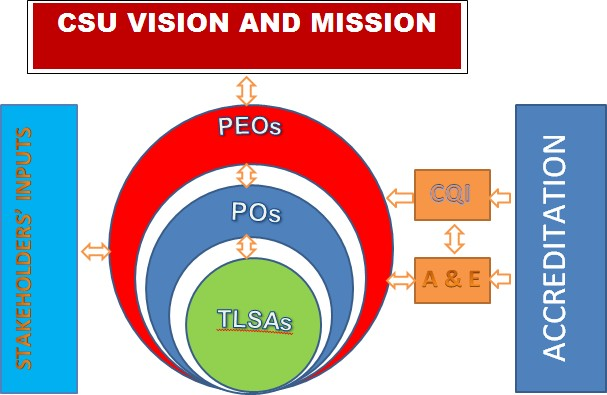 CSU VISION AND MISSION
STAKEHOLDERS' INPUTS
PEOs
POs
TLSAs
CQI
A & E
ACCREDITATION